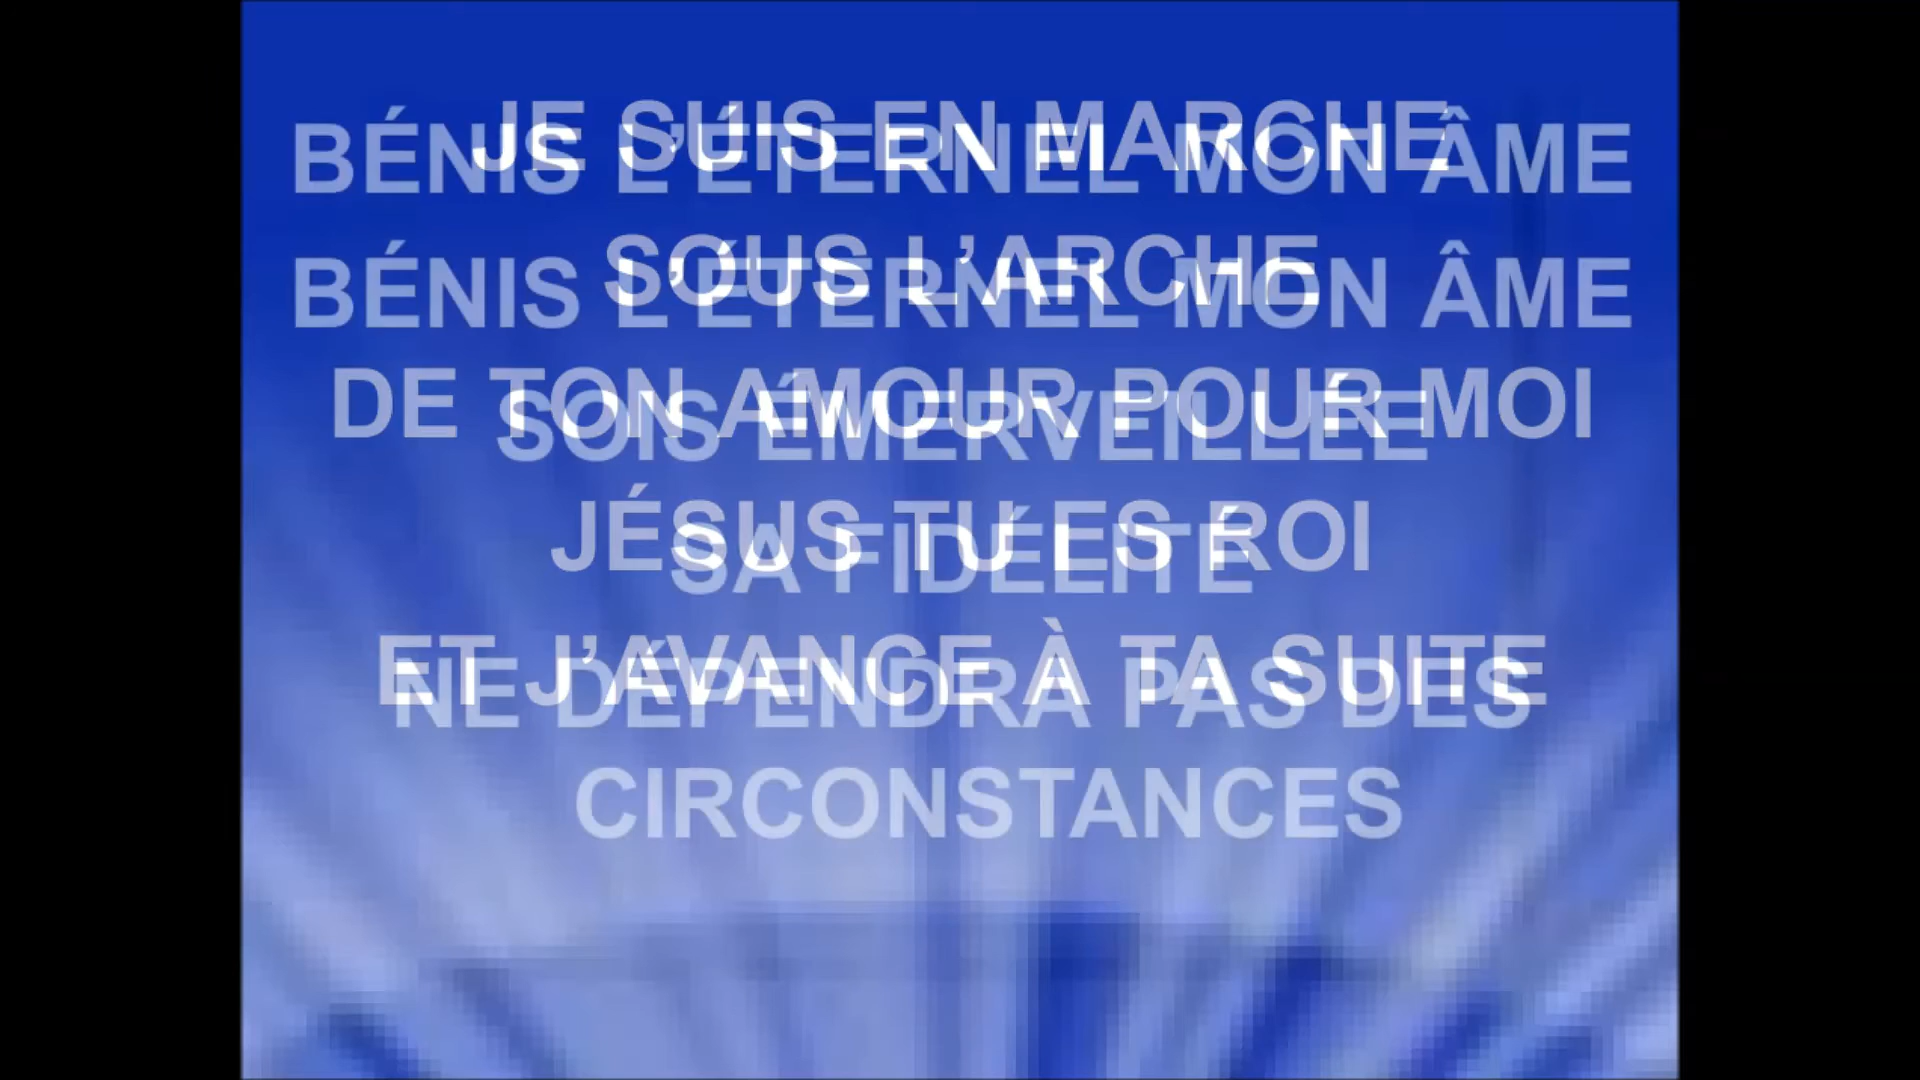 JE SUIS EN MARCHE
SOUS L’ARCHE
DE TON AMOUR POUR MOI
JÉSUS TU ES ROI
ET J’AVANCE À TA SUITE
BÉNIS L’ÉTERNEL MON ÂME
BÉNIS L’ÉTERNEL MON ÂME
SOIS ÉMERVEILLÉE
SA FIDÉLITÉ
NE DÉPENDRA PAS DES
CIRCONSTANCES